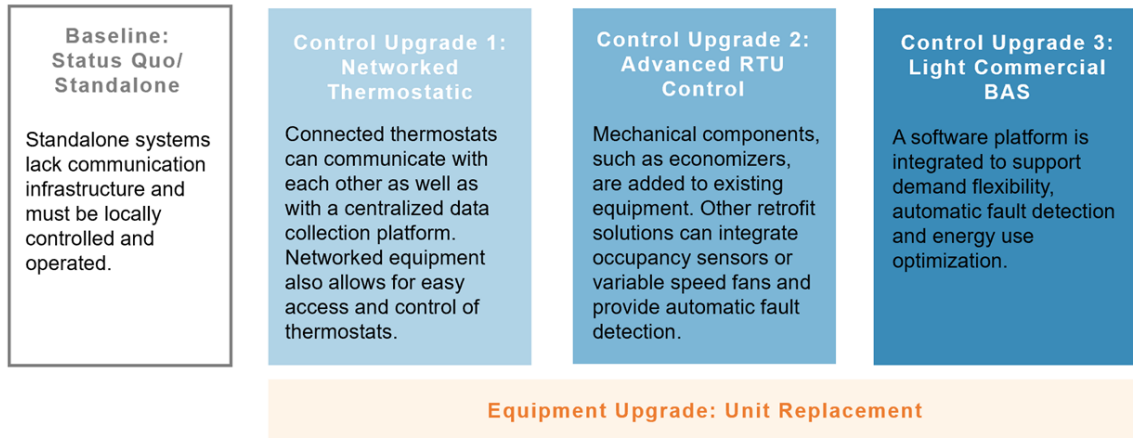 Baseline:
Status Quo/
Standalone
Standalone systems
lack communication
infrastructure and
must be locally
controlled and
operated.
Control Upgrade 1:
Networked
Thermostatic
Connected thermostats
can communicate with
each other as well as
with a centralized data
collection platform.
Networked equipment
also allows for easy
access and control of
thermostats.
Control Upgrade 2:
Advanced RTU
Control
Mechanical components,
such as economizers,
are added to existing
equipment. Other retrofit
solutions can integrate
occupancy sensors or
variable speed fans and
provide automatic fault
detection.
Control Upgrade 3:
Light Commercial
BAS
A software platform is
integrated to support
demand flexibility,
automatic fault detection
and energy use
optimization.
Equipment Upgrade: Unit Replacement